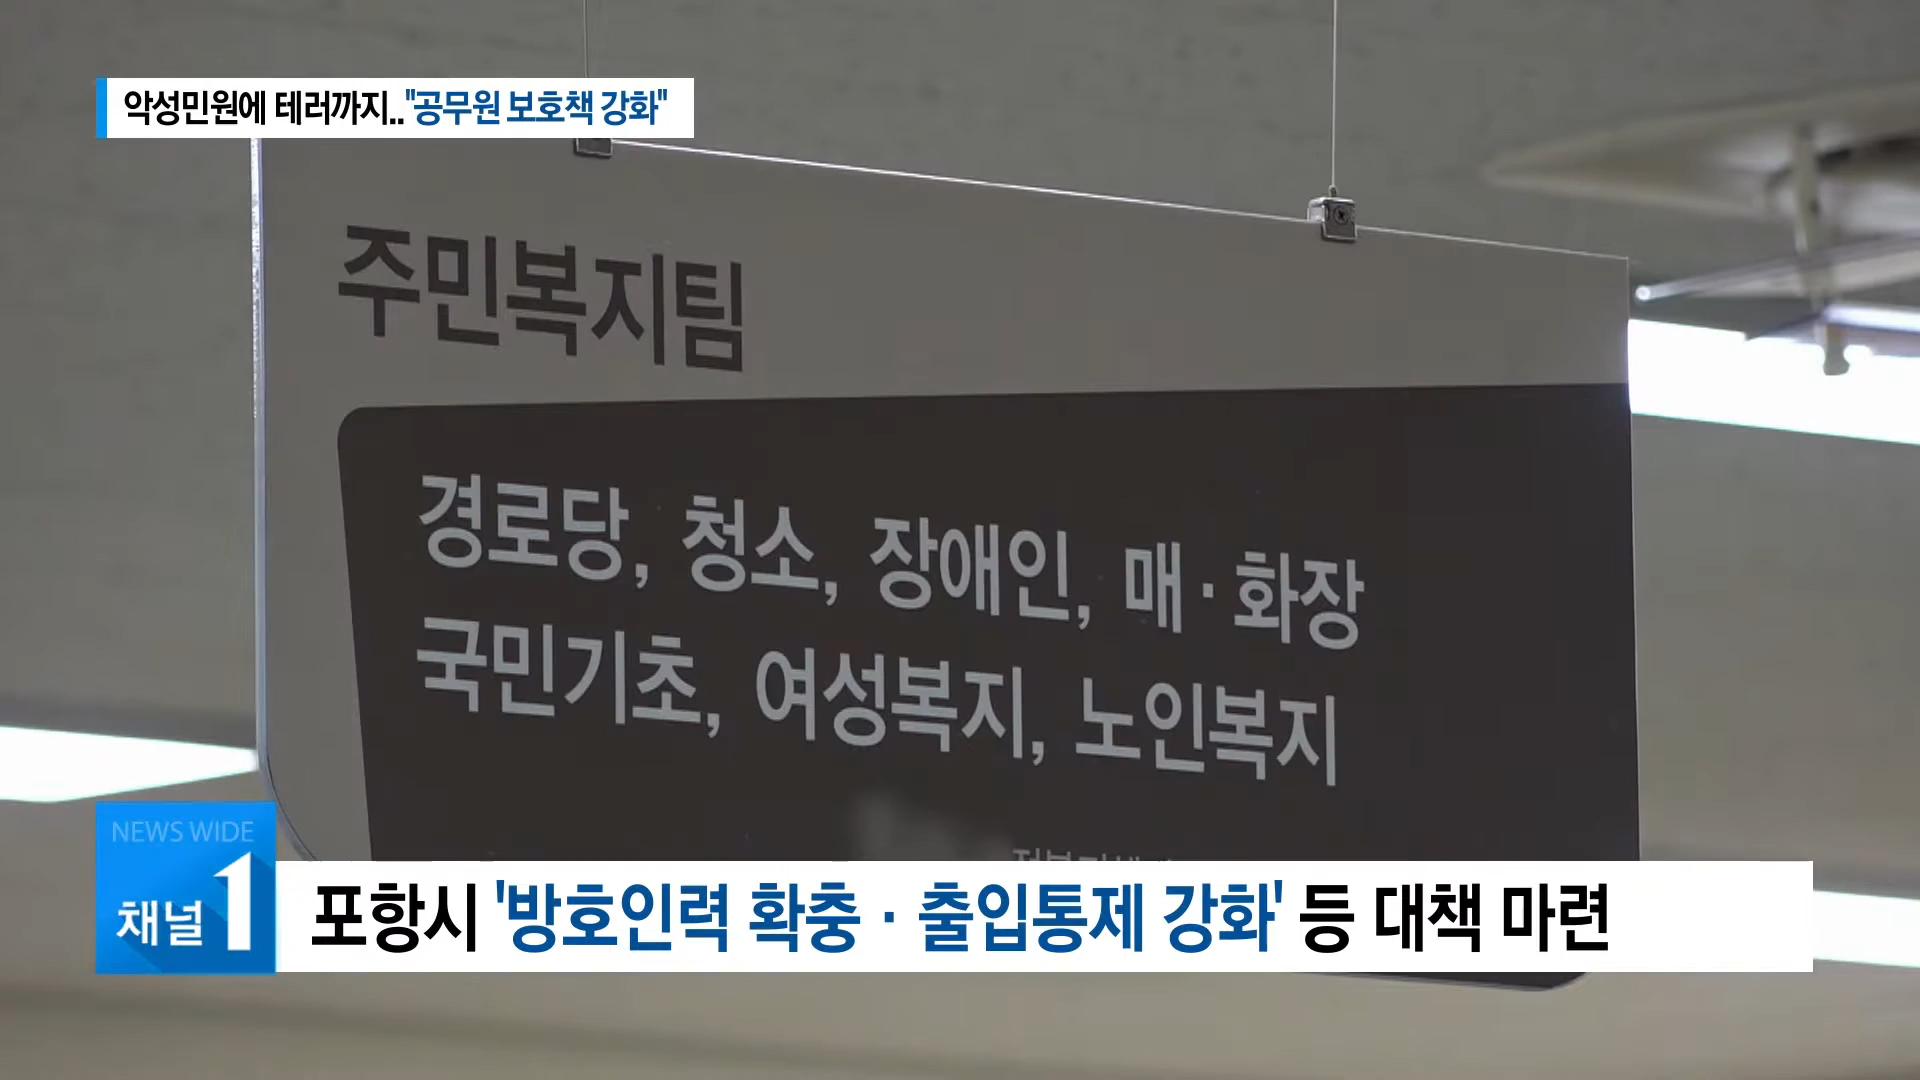 악성민원에 테러까지.. "공무원 보호책 강화"
주민복지팀
경로당, 청소, 장애인, 매·화장
국민기초, 여성복지, 노인복지
NEWS WIDE
채널 1
포항시 '방호인력 확충 · 출입통제 강화' 등 대책 마련